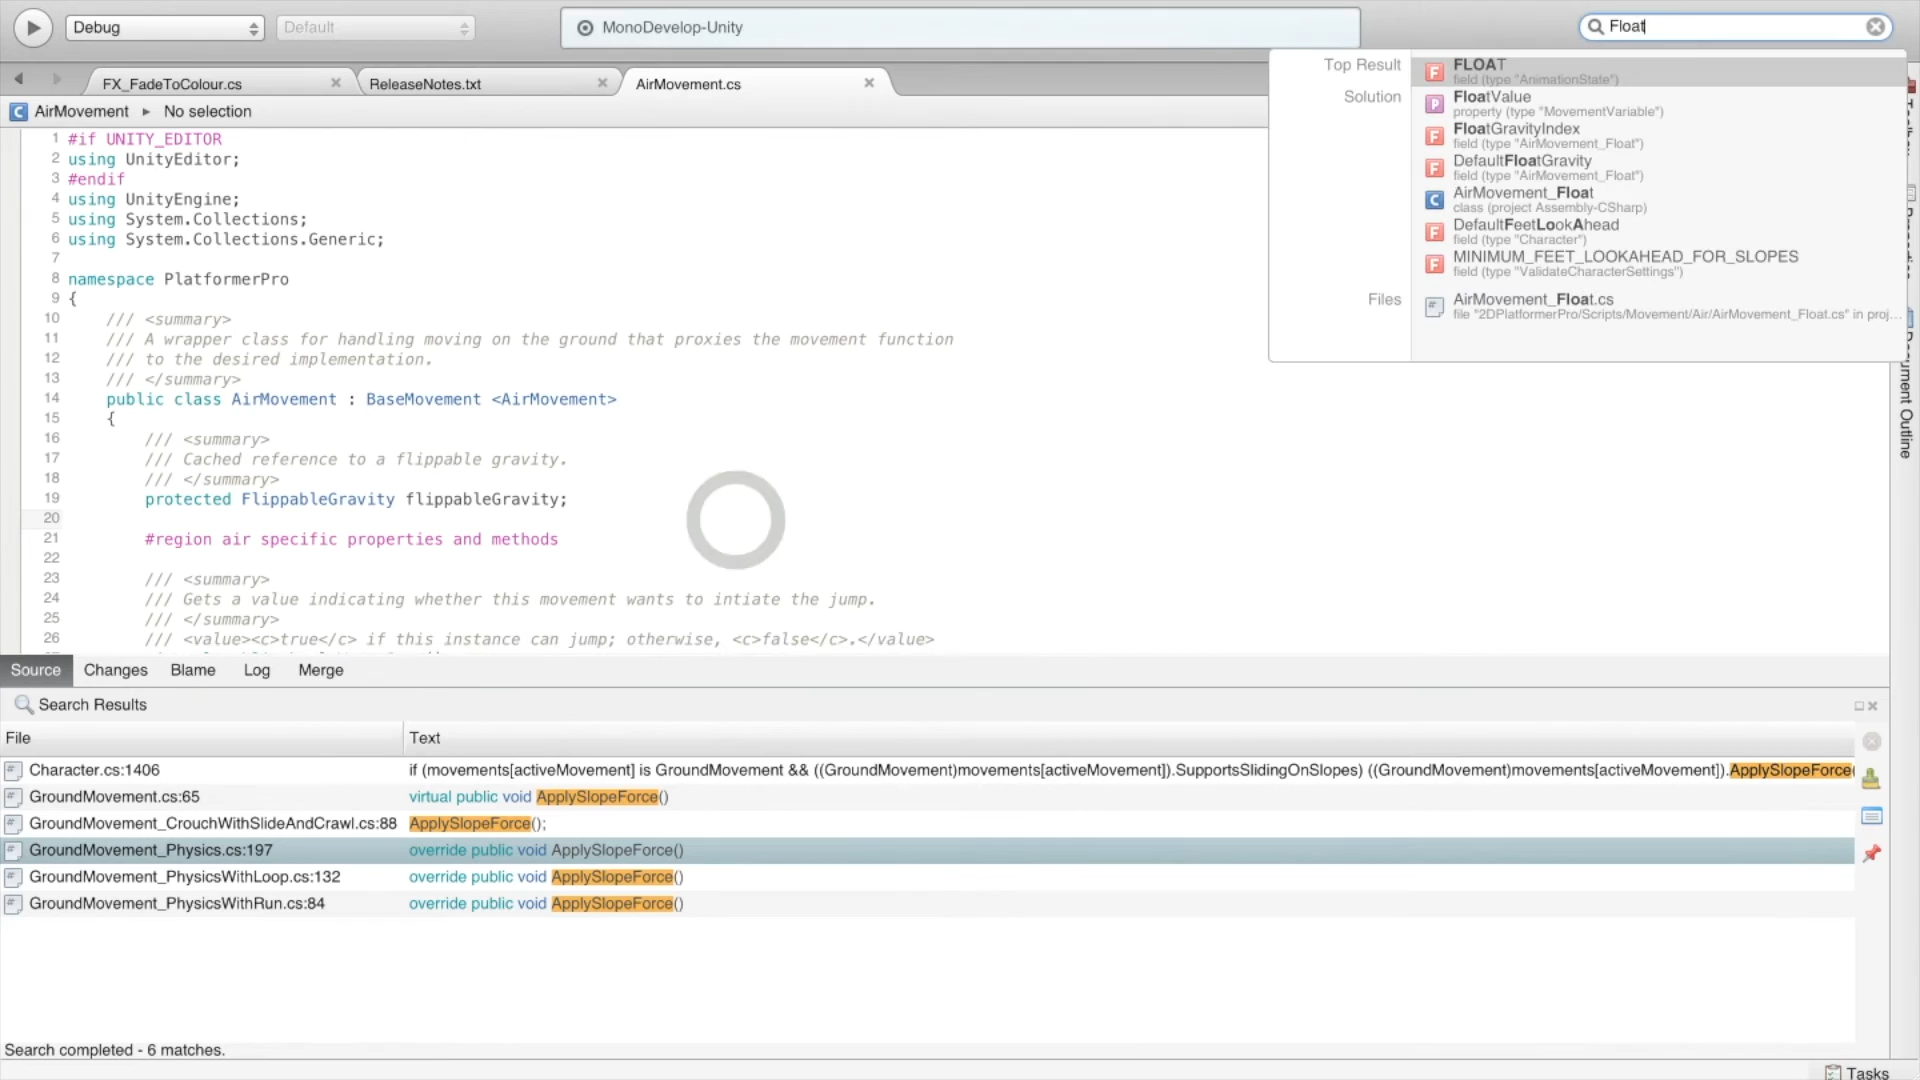 Debug
Default
MonoDevelop-Unity
Float
FX_FadeToColour.cs
ReleaseNotes.txt
AirMovement.cs
AirMovement
No selection
Top Result
FLOAT
field (type "AnimationState")
Solution
FloatValue
property (type "MovementVariable")
FloatGravityIndex
field (type "AirMovement_Float")
DefaultFloatGravity
field (type "AirMovement_Float")
AirMovement_Float
class (project Assembly-CSharp)
DefaultFeetLookAhead
field (type "Character")
MINIMUM_FEET_LOOKAHEAD_FOR_SLOPES
field (type "ValidateCharacterSettings")
Files
AirMovement_Float.cs
file "2DPlatformerPro/Scripts/Movement/Air/AirMovement_Float.cs" in proj...
1 #if UNITY_EDITOR
2 using UnityEditor;
3 #endif
4 using UnityEngine;
5 using System.Collections;
6 using System.Collections.Generic;
7
8 namespace PlatformerPro
9 {
10 /// <summary>
11 /// A wrapper class for handling moving on the ground that proxies the movement function
12 /// to the desired implementation.
13 /// </summary>
14 public class AirMovement : BaseMovement <AirMovement>
15 {
16 /// <summary>
17 /// Cached reference to a flippable gravity.
18 /// </summary>
19 protected FlippableGravity flippableGravity;
20
21 #region air specific properties and methods
22
23 /// <summary>
24 /// Gets a value indicating whether this movement wants to intiate the jump.
25 /// </summary>
26 /// <value><c>true</c> if this instance can jump; otherwise, <c>false</c>.</value>
Source
Changes
Blame
Log
Merge
Search Results
File
Text
Character.cs:1406
if (movements[activeMovement] is GroundMovement && ((GroundMovement)movements[activeMovement]).SupportsSlidingOnSlopes) ((GroundMovement)movements[activeMovement]).ApplySlopeForce(
GroundMovement.cs:65
virtual public void ApplySlopeForce()
GroundMovement_CrouchWithSlideAndCrawl.cs:88
ApplySlopeForce();
GroundMovement_Physics.cs:197
override public void ApplySlopeForce()
GroundMovement_PhysicsWithLoop.cs:132
override public void ApplySlopeForce()
GroundMovement_PhysicsWithRun.cs:84
override public void ApplySlopeForce()
Search completed - 6 matches.
Tasks
ument Outline